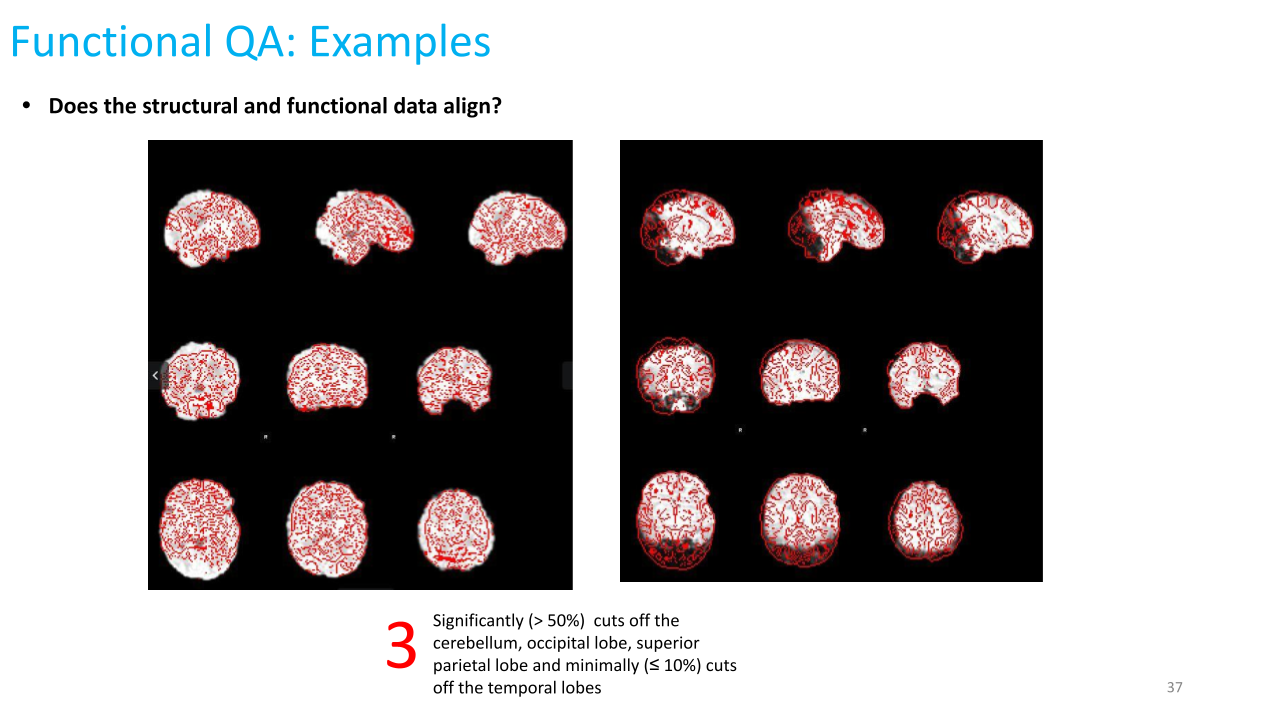 Functional QA: Examples
• Does the structural and functional data align?
3
Significantly (> 50%) cuts off the
cerebellum, occipital lobe, superior
parietal lobe and minimally (≤ 10%) cuts
off the temporal lobes
37